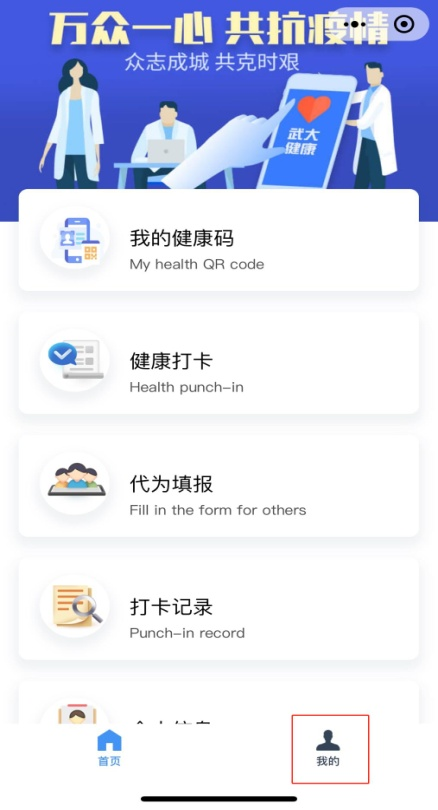 万众一心 共抗疫情
众志成城 共克时艰
武大
健康
我的健康码
My health QR code
健康打卡
Health punch-in
代为填报
Fill in the form for others
打卡记录
Punch-in record
首页
我的